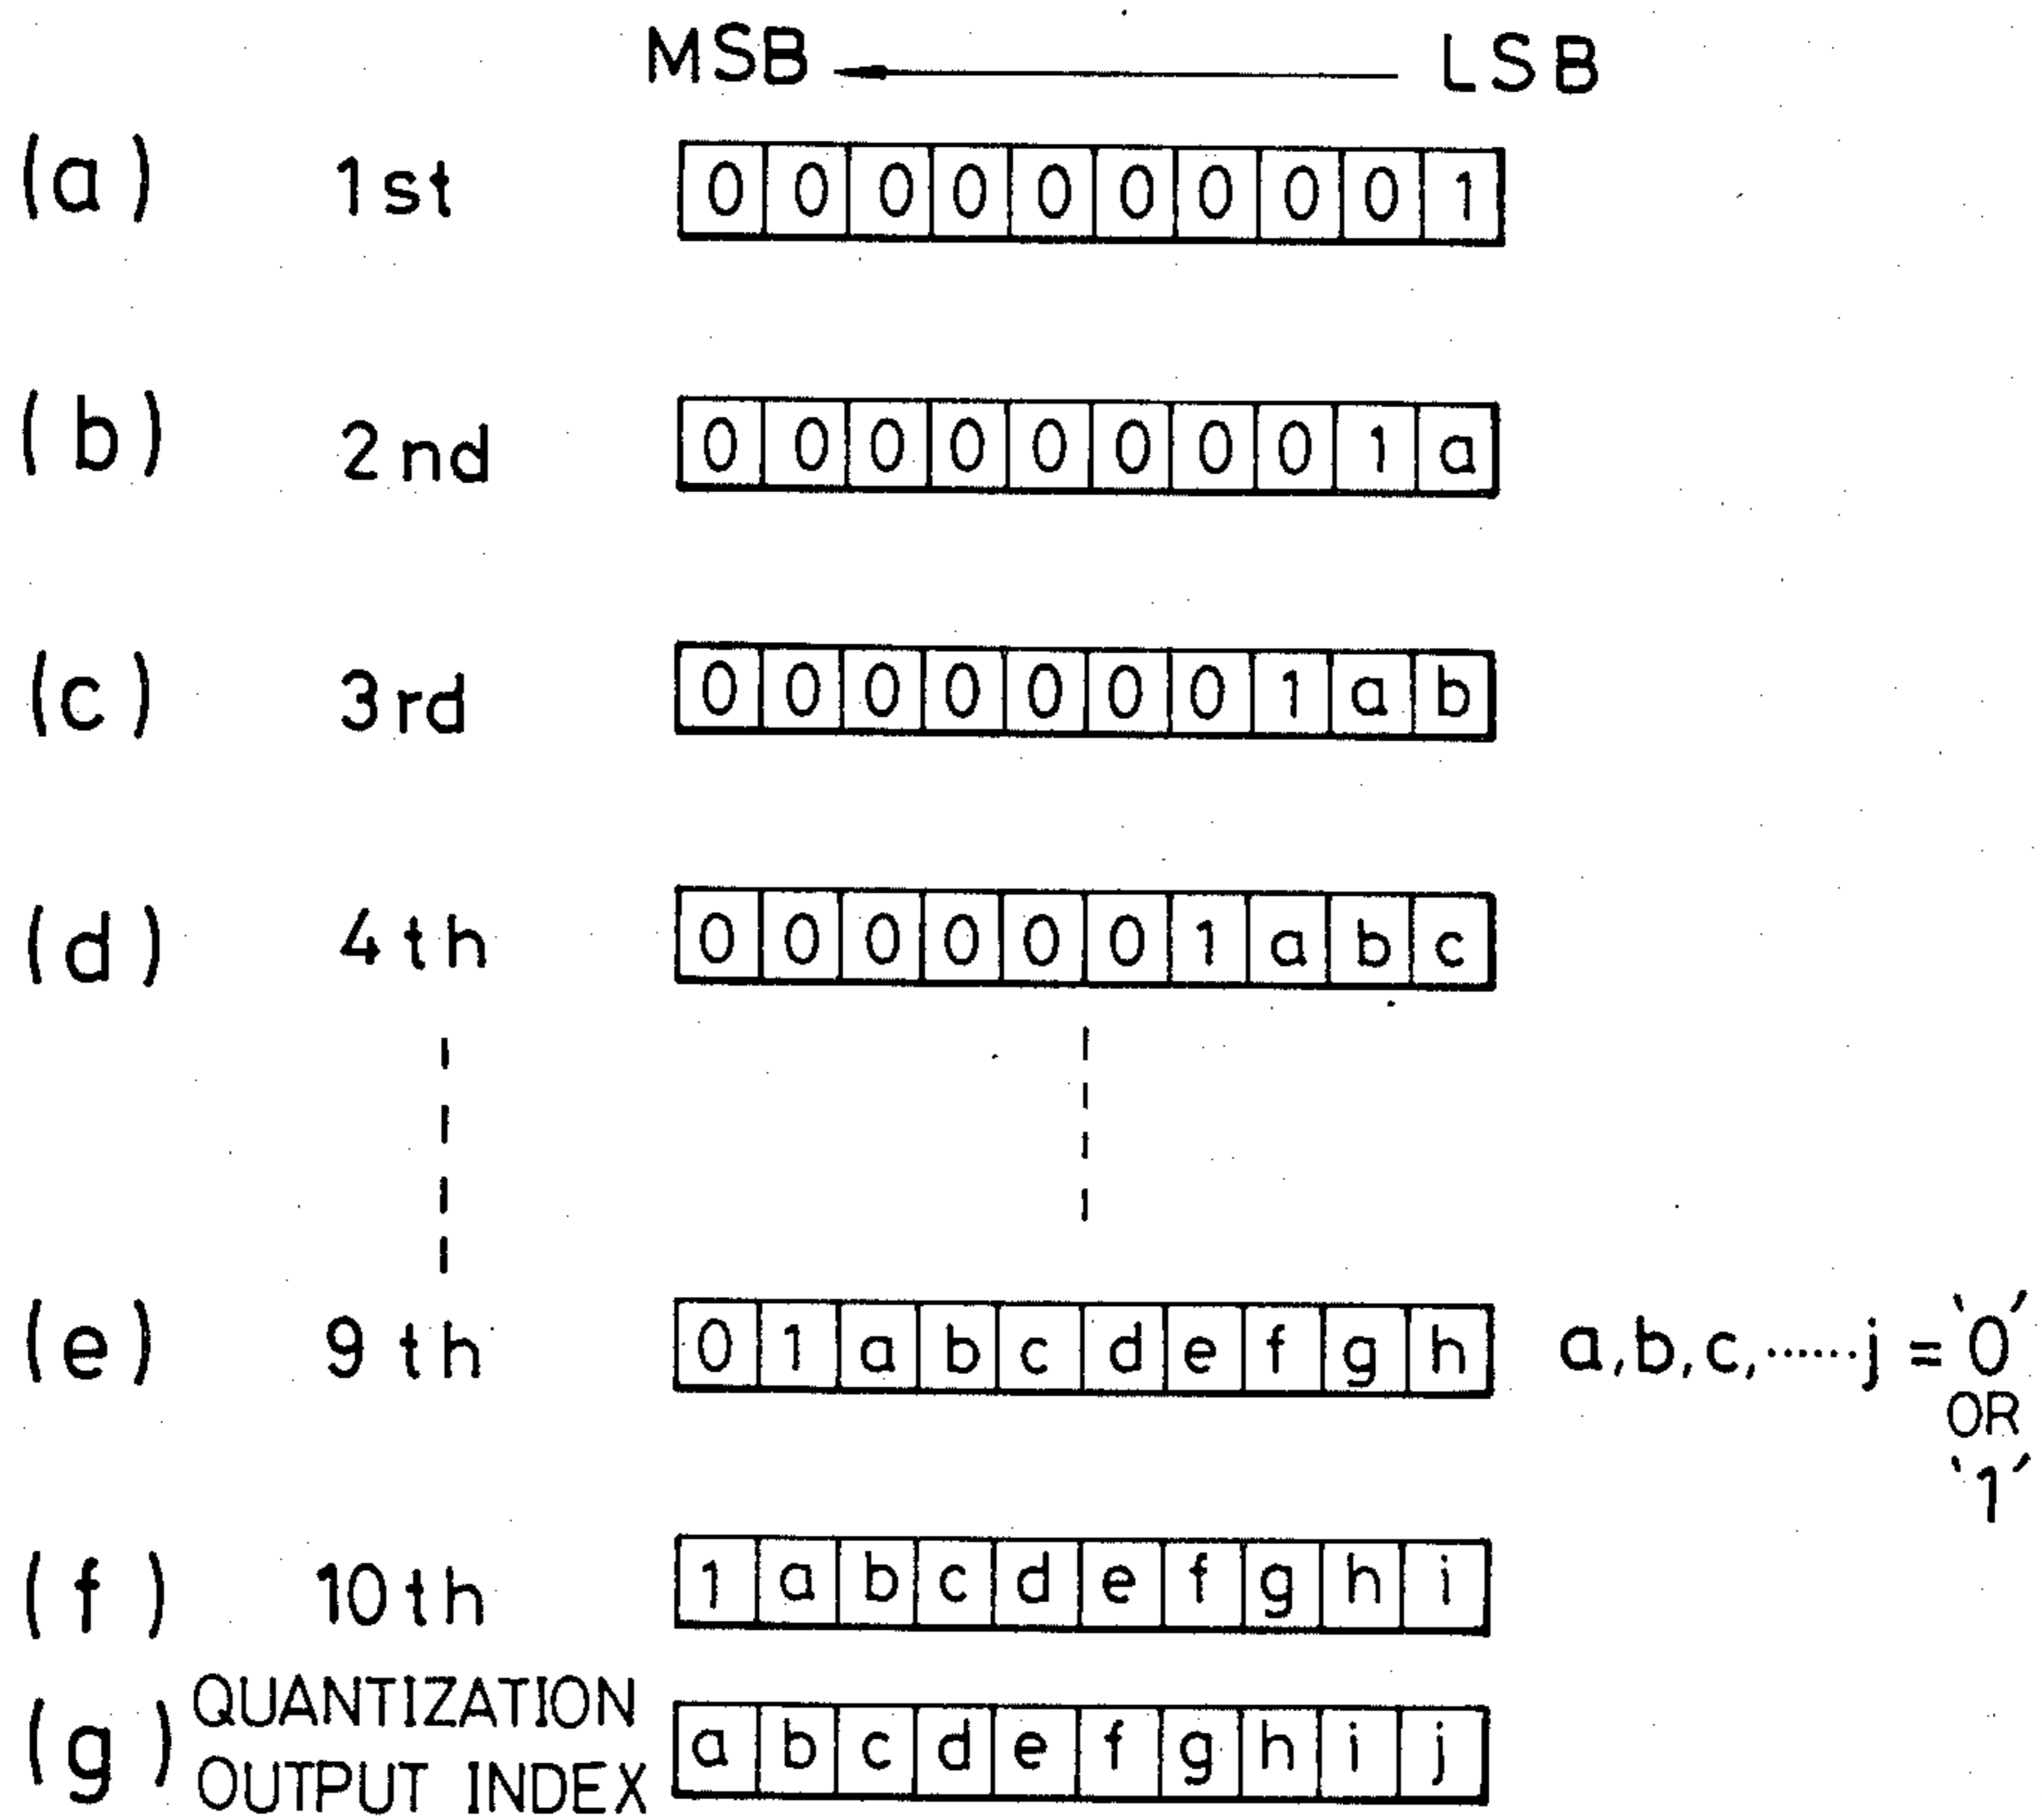 MSB LSB
(a) 1st 0 0 0 0 0 0 0 0 0 1
(b) 2nd 0 0 0 0 0 0 0 0 1 a
(c) 3rd 0 0 0 0 0 0 0 1 a b
(d) 4th 0 0 0 0 0 0 1 a b c
(e) 9th 0 1 a b c d e f g h a,b,c,······j = '0'
OR
'1'
(f) 10th 1 a b c d e f g h i
(g) QUANTIZATION
OUTPUT INDEX a b c d e f g h i j